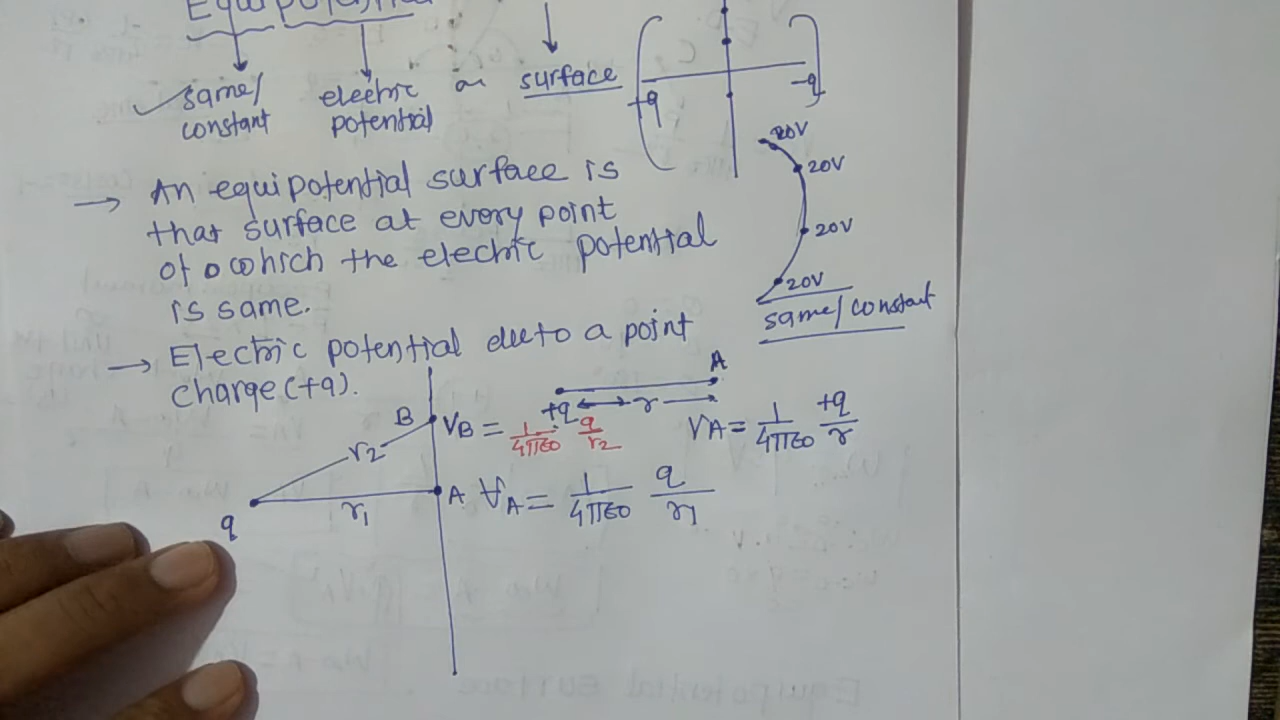 Equipotential
same/
constant
electric
potential
on surface
+q
-q
20V
20V
20V
20V
same/constant
→ An equipotential surface is
that surface at every point
of which the electric potential
is same.
→ Electric potential due to a point
charge (+q).
A
+q
r
VA = 1/4πε0 +q/r
B VB = 1/4πε0 q/r2
r2
A VA = 1/4πε0 q/r1
r1
q